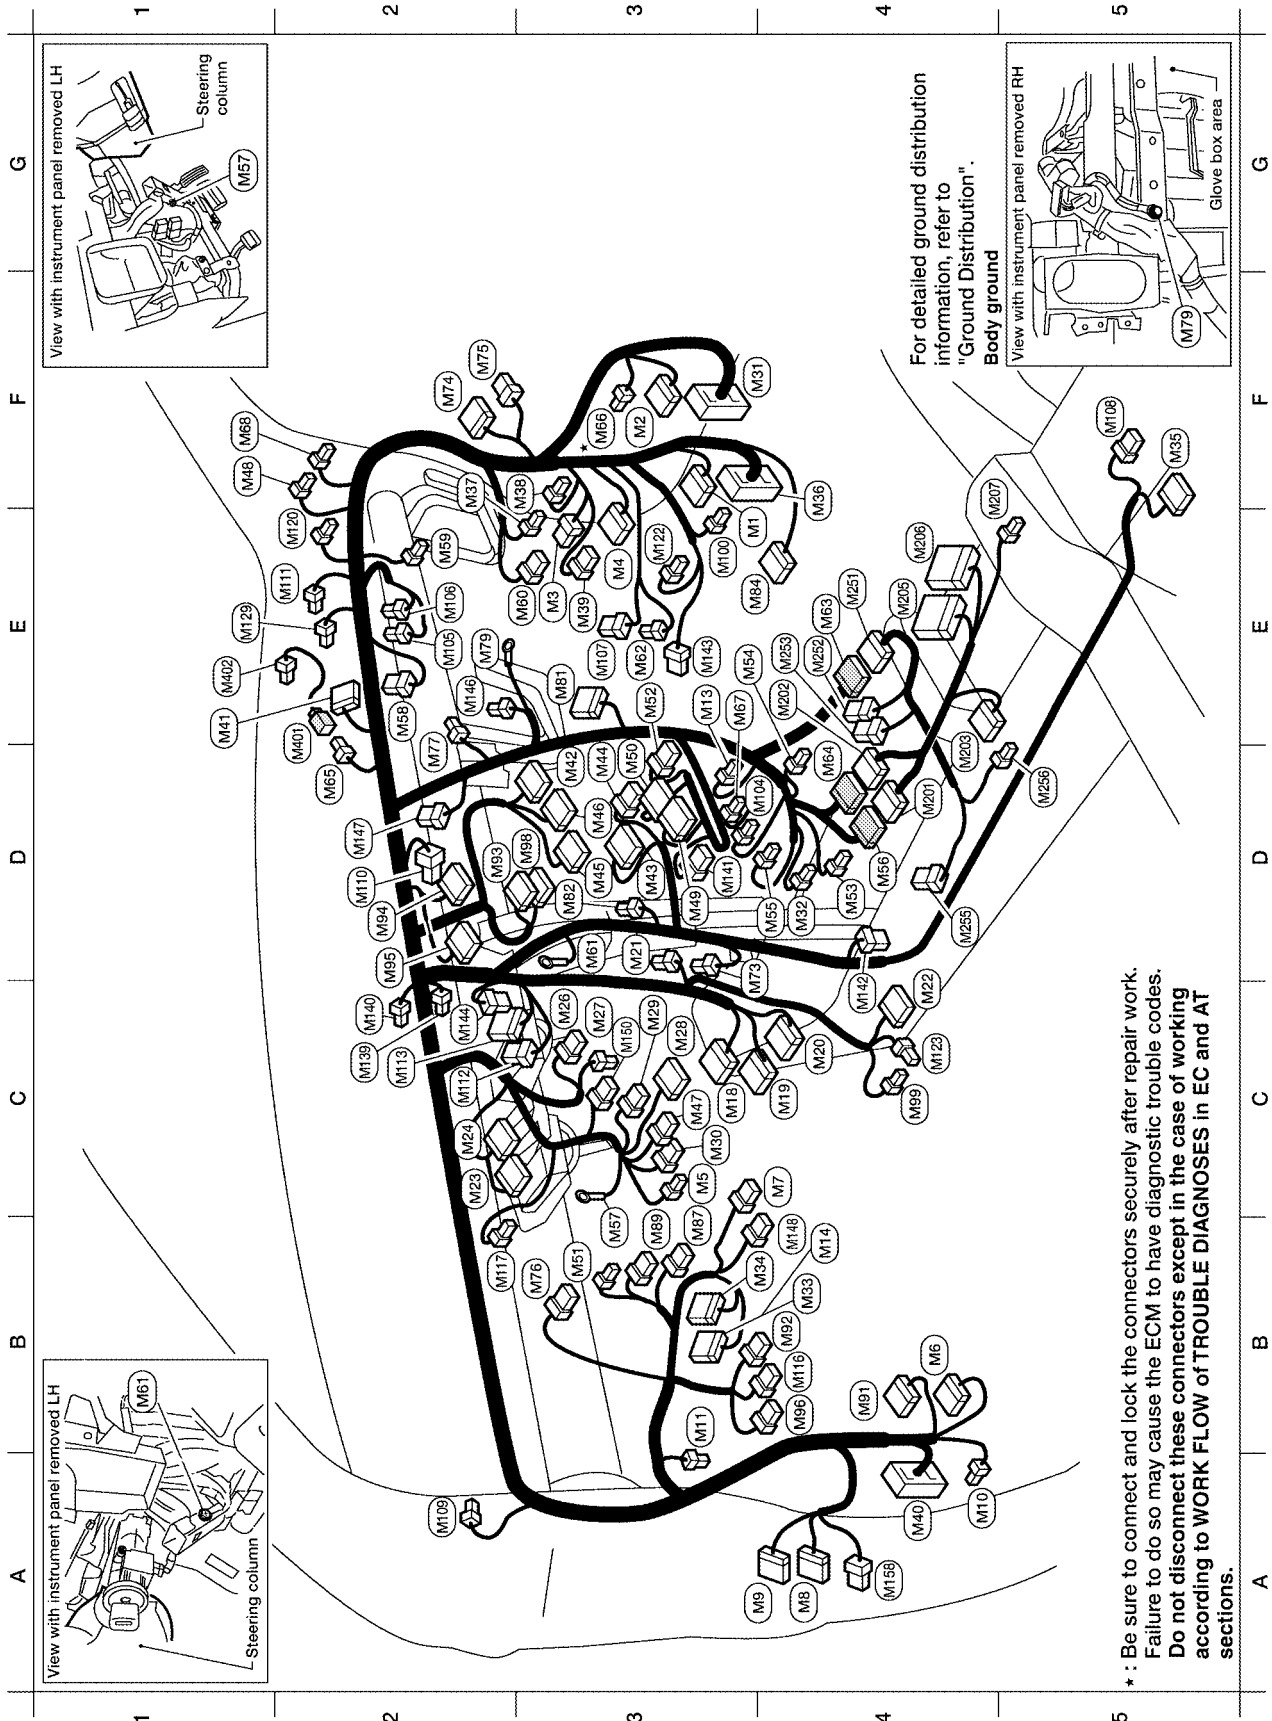 1
2
3
4
5
G
F
E
D
C
B
A
View with instrument panel removed LH
Steering column
M61
View with instrument panel removed LH
Steering
column
M57
M402
M129
M111
M120
M48
M68
M41
M401
M65
M147
M110
M94
M95
M140
M139
M113
M112
M144
M109
M58
M105
M106
M59
M74
M75
M77
M146
M79
M81
M60
M3
M39
M37
M38
M4
M66
★
M2
M31
M107
M62
M143
M122
M100
M1
M36
M84
M93
M98
M82
M45
M46
M42
M44
M50
M52
M43
M49
M141
M13
M67
M104
M54
M55
M32
M53
M56
M64
M202
M253
M252
M63
M251
M205
M206
M207
M201
M203
M256
M255
M108
M35
M61
M21
M73
M142
M22
M26
M27
M150
M29
M28
M47
M30
M5
M18
M19
M20
M99
M123
M24
M23
M117
M57
M76
M51
M89
M87
M7
M148
M34
M14
M33
M92
M116
M96
M11
M91
M6
M40
M10
M9
M8
M158
For detailed ground distribution
information, refer to
"Ground Distribution".
Body ground
View with instrument panel removed RH
M79
Glove box area
★ : Be sure to connect and lock the connectors securely after repair work.
Failure to do so may cause the ECM to have diagnostic trouble codes.
Do not disconnect these connectors except in the case of working
according to WORK FLOW of TROUBLE DIAGNOSES in EC and AT
sections.
1
2
3
4
5
G
F
E
D
C
B
A